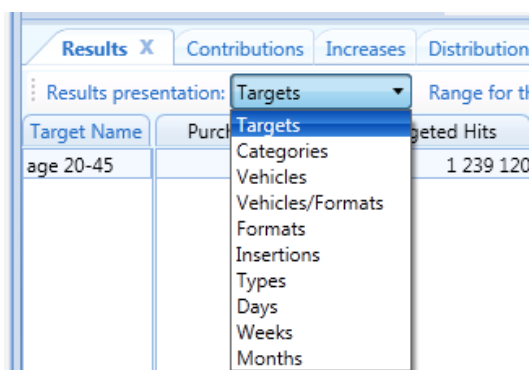 Results X Contributions Increases Distribution
Results presentation: Targets Range for th
Target Name Purch geted Hits
Targets
age 20-45 1 239 120
Categories
Vehicles
Vehicles/Formats
Formats
Insertions
Types
Days
Weeks
Months